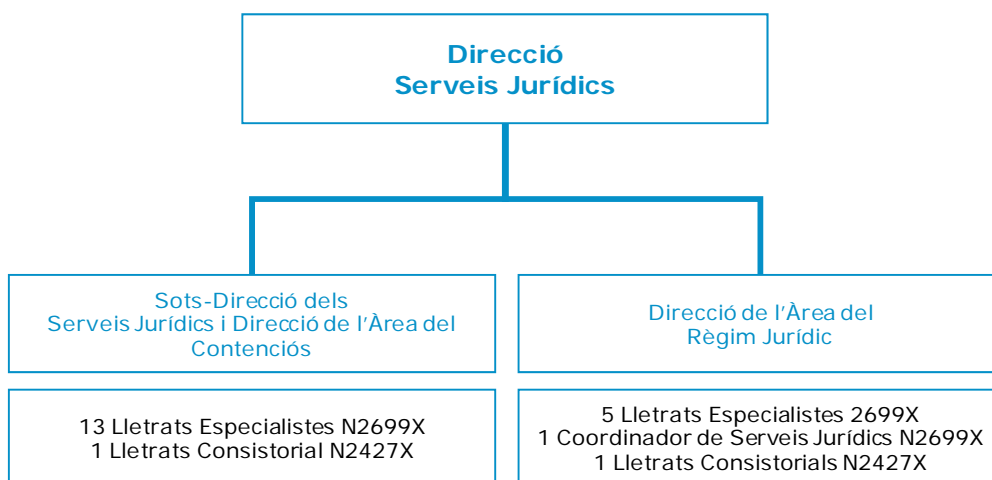 Direcció
Serveis Jurídics
Sots-Direcció dels
Serveis Jurídics i Direcció de l'Àrea del
Contenciós
Direcció de l'Àrea del
Règim Jurídic
13 Lletrats Especialistes N2699X
1 Lletrats Consistorial N2427X
5 Lletrats Especialistes 2699X
1 Coordinador de Serveis Jurídics N2699X
1 Lletrats Consistorials N2427X